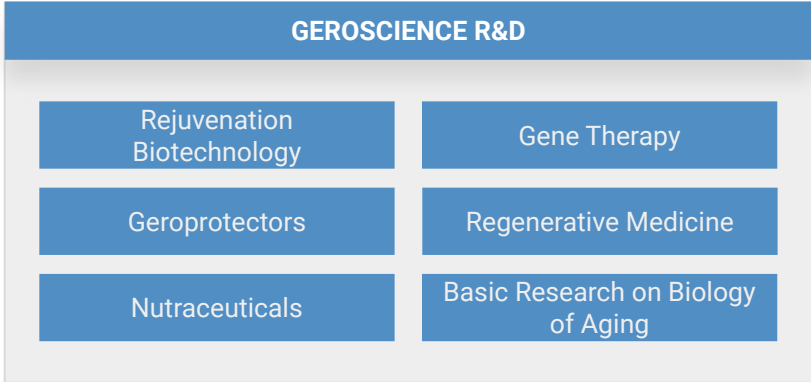 GEROSCIENCE R&D
Rejuvenation
Biotechnology
Gene Therapy
Geroprotectors
Regenerative Medicine
Nutraceuticals
Basic Research on Biology
of Aging